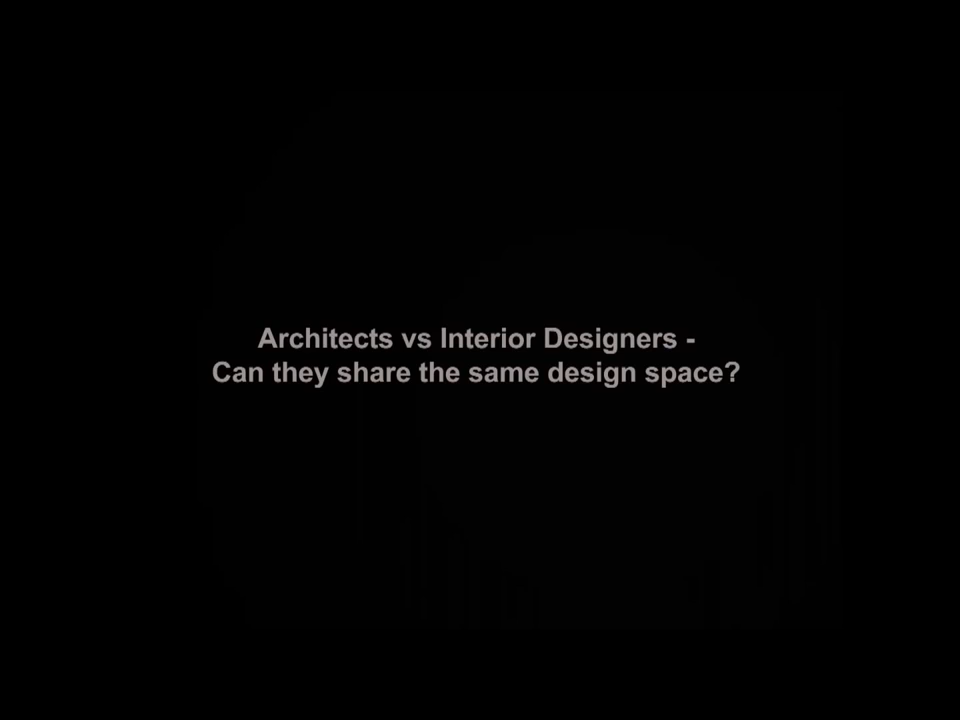 Architects vs Interior Designers -
Can they share the same design space?